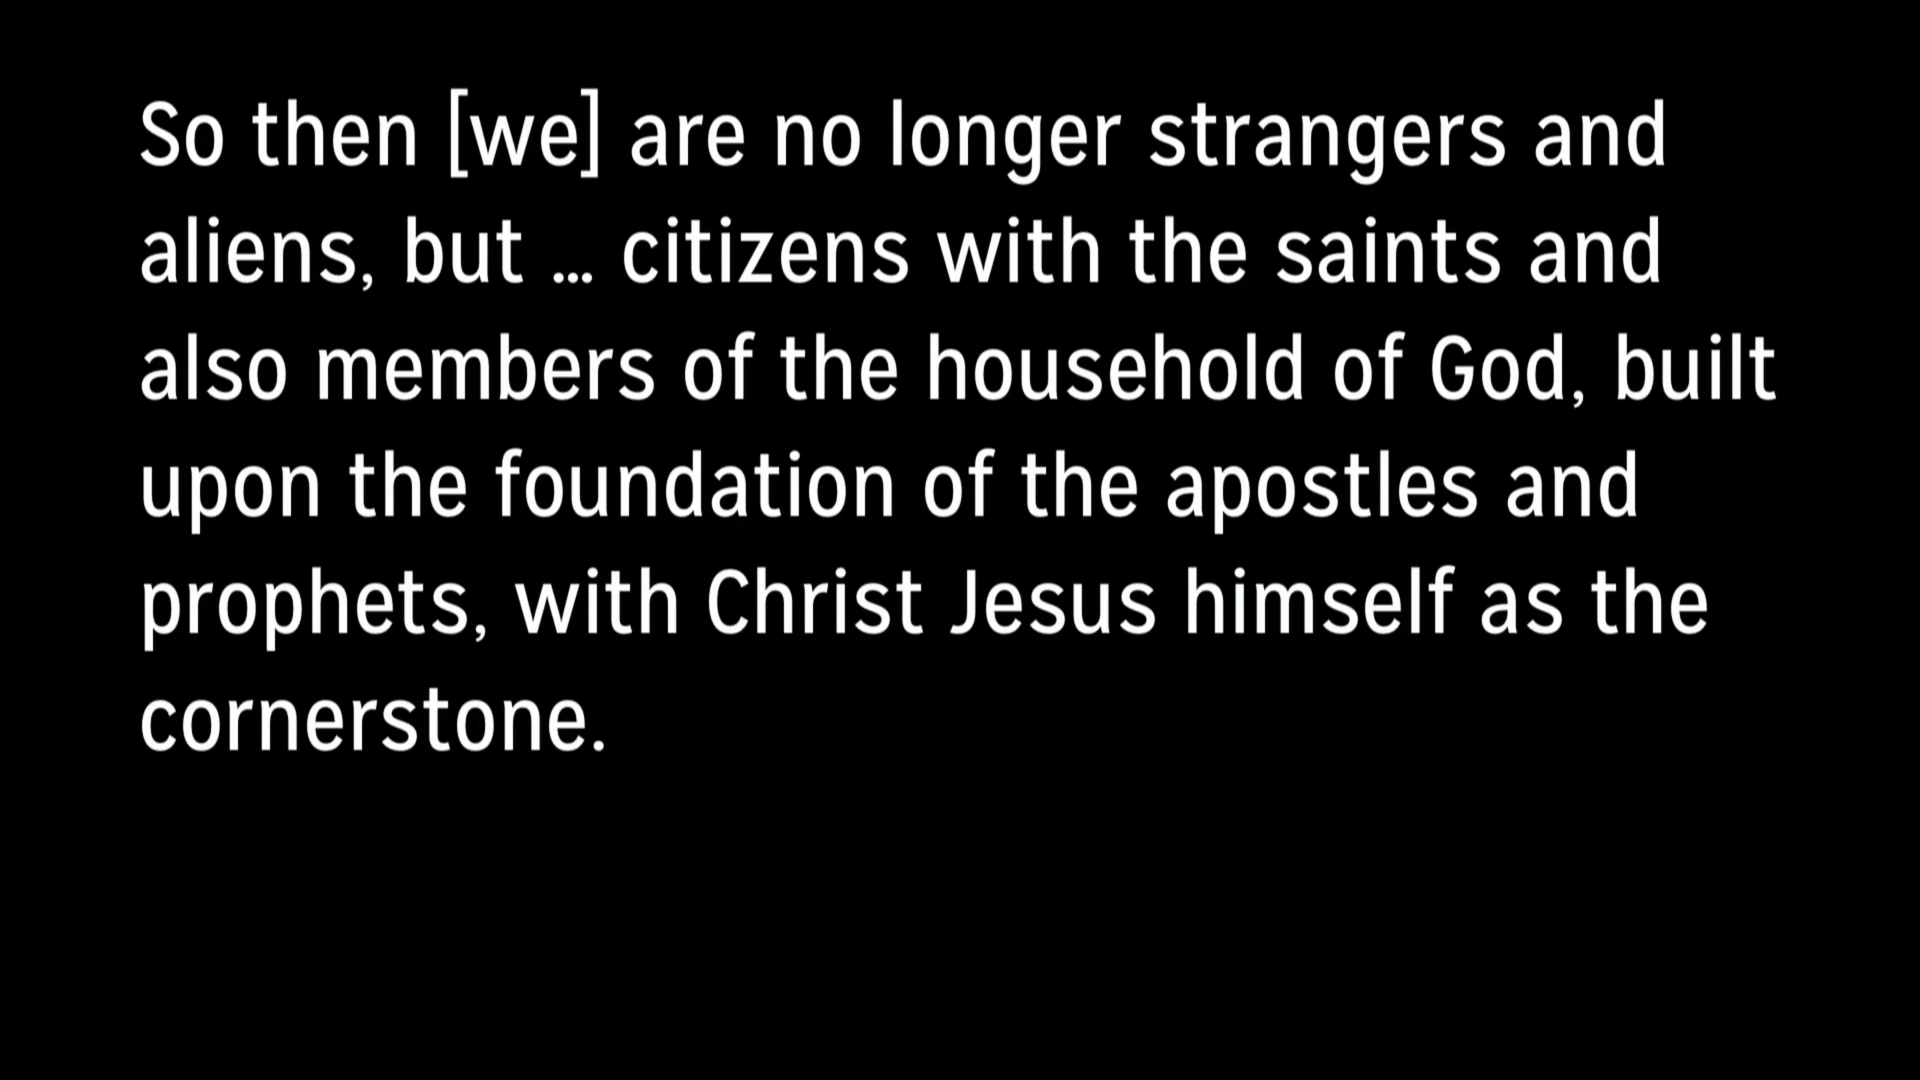 So then [we] are no longer strangers and
aliens, but ... citizens with the saints and
also members of the household of God, built
upon the foundation of the apostles and
prophets, with Christ Jesus himself as the
cornerstone.